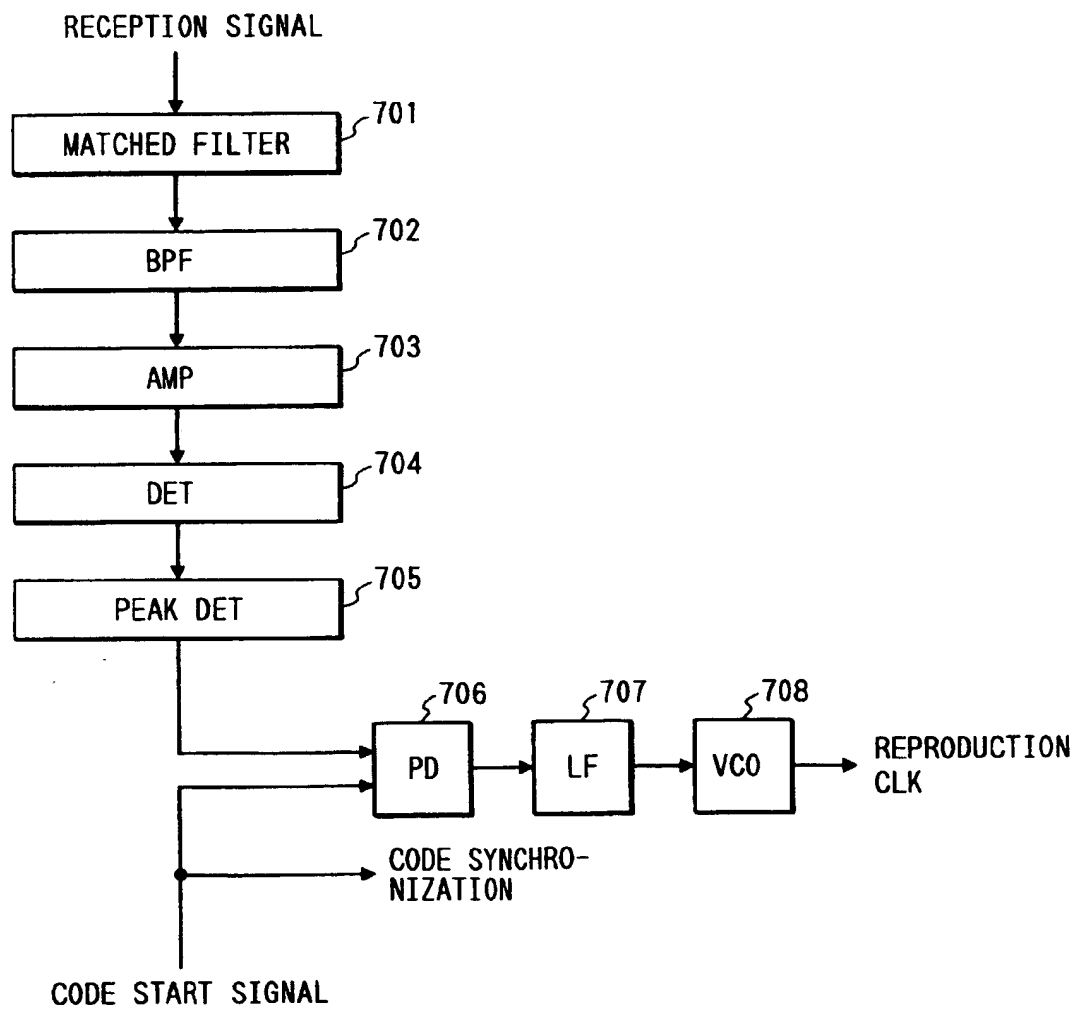 RECEPTION SIGNAL
701
MATCHED FILTER
702
BPF
703
AMP
704
DET
705
PEAK DET
706
707
708
PD
LF
VCO
REPRODUCTION
CLK
CODE SYNCHRO-
NIZATION
CODE START SIGNAL